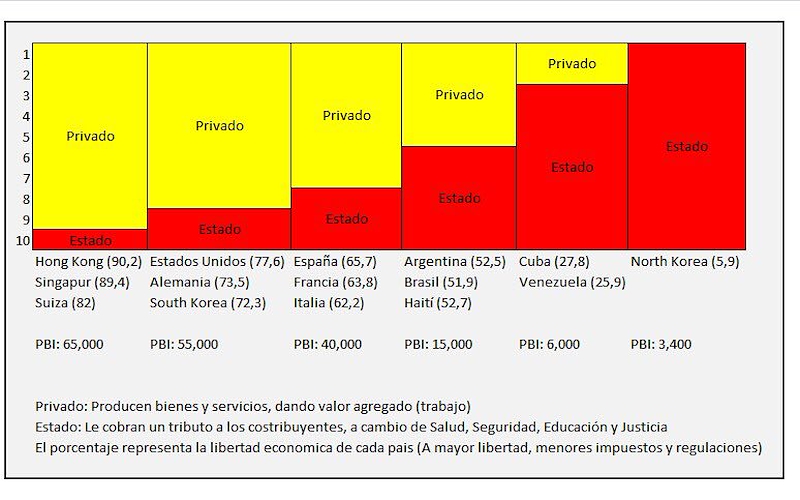 1
2
3
4
5
6
7
8
9
10
Privado
Estado
Privado
Estado
Privado
Estado
Privado
Estado
Privado
Estado
Estado
Hong Kong (90,2) Estados Unidos (77,6) España (65,7) Argentina (52,5) Cuba (27,8) North Korea (5,9)
Singapur (89,4) Alemania (73,5) Francia (63,8) Brasil (51,9) Venezuela (25,9)
Suiza (82) South Korea (72,3) Italia (62,2) Haití (52,7)
PBI: 65,000 PBI: 55,000 PBI: 40,000 PBI: 15,000 PBI: 6,000 PBI: 3,400
Privado: Producen bienes y servicios, dando valor agregado (trabajo)
Estado: Le cobran un tributo a los costribuyentes, a cambio de Salud, Seguridad, Educación y Justicia
El porcentaje representa la libertad economica de cada pais (A mayor libertad, menores impuestos y regulaciones)